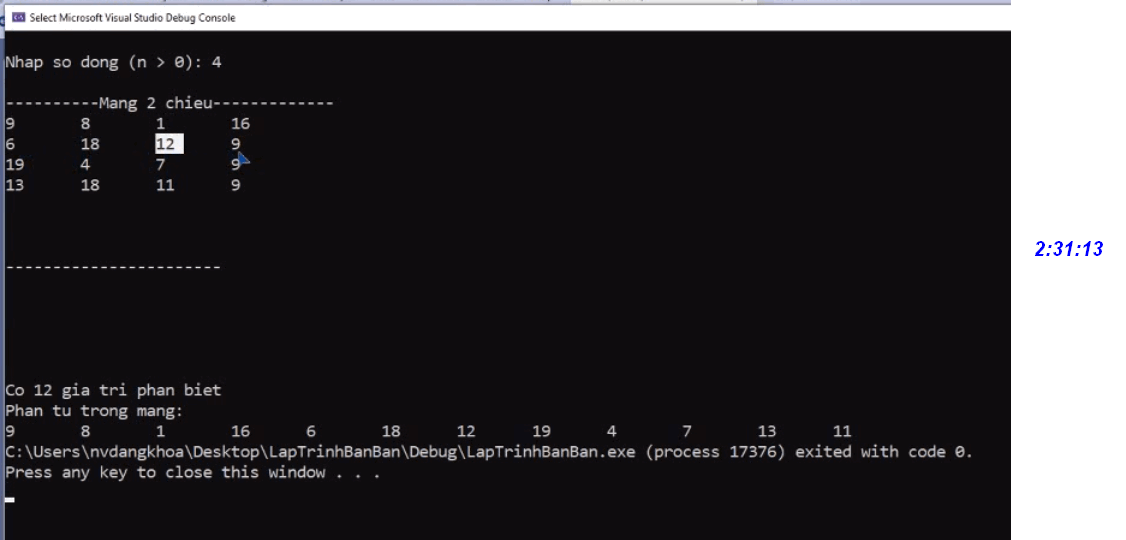 Select Microsoft Visual Studio Debug Console
Nhap so dong (n > 0): 4
----------Mang 2 chieu-------------
9 8 1 16
6 18 12 9
19 4 7 9
13 18 11 9
-----------------------
2:31:13
Co 12 gia tri phan biet
Phan tu trong mang:
9 8 1 16 6 18 12 19 4 7 13 11
C:\Users\nvdangkhoa\Desktop\LapTrinhBanBan\Debug\LapTrinhBanBan.exe (process 17376) exited with code 0.
Press any key to close this window . . .